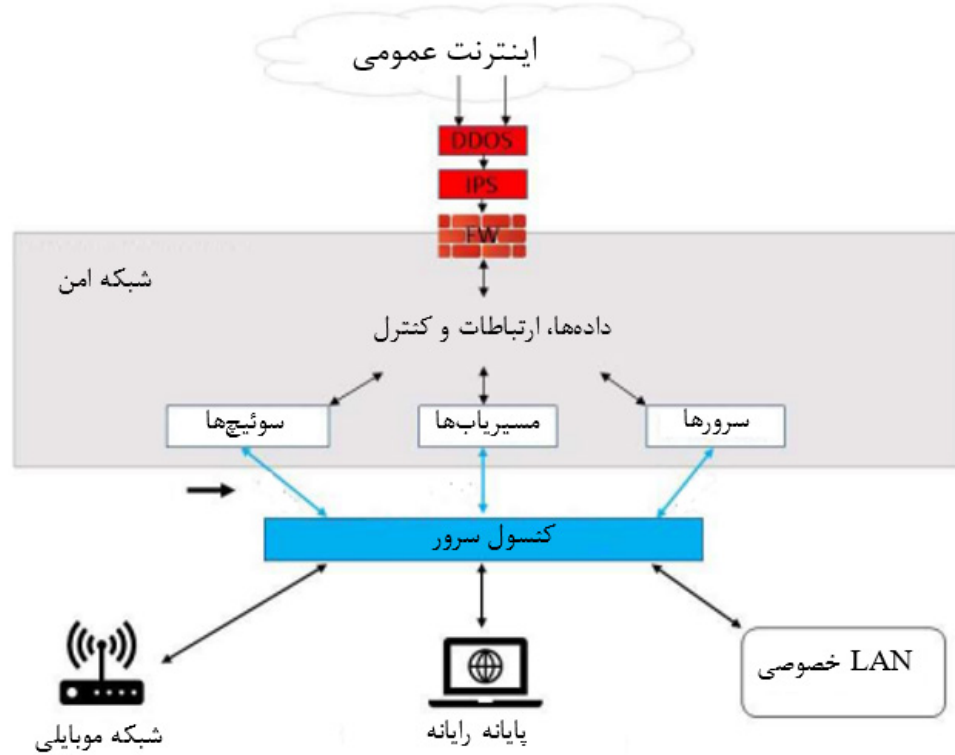 اینترنت عمومی
DDOS
IPS
FW
شبکه امن
داده‌ها، ارتباطات و کنترل
سرورها
مسیریاب‌ها
سوئیچ‌ها
کنسول سرور
LAN خصوصی
پایانه رایانه
شبکه موبایلی